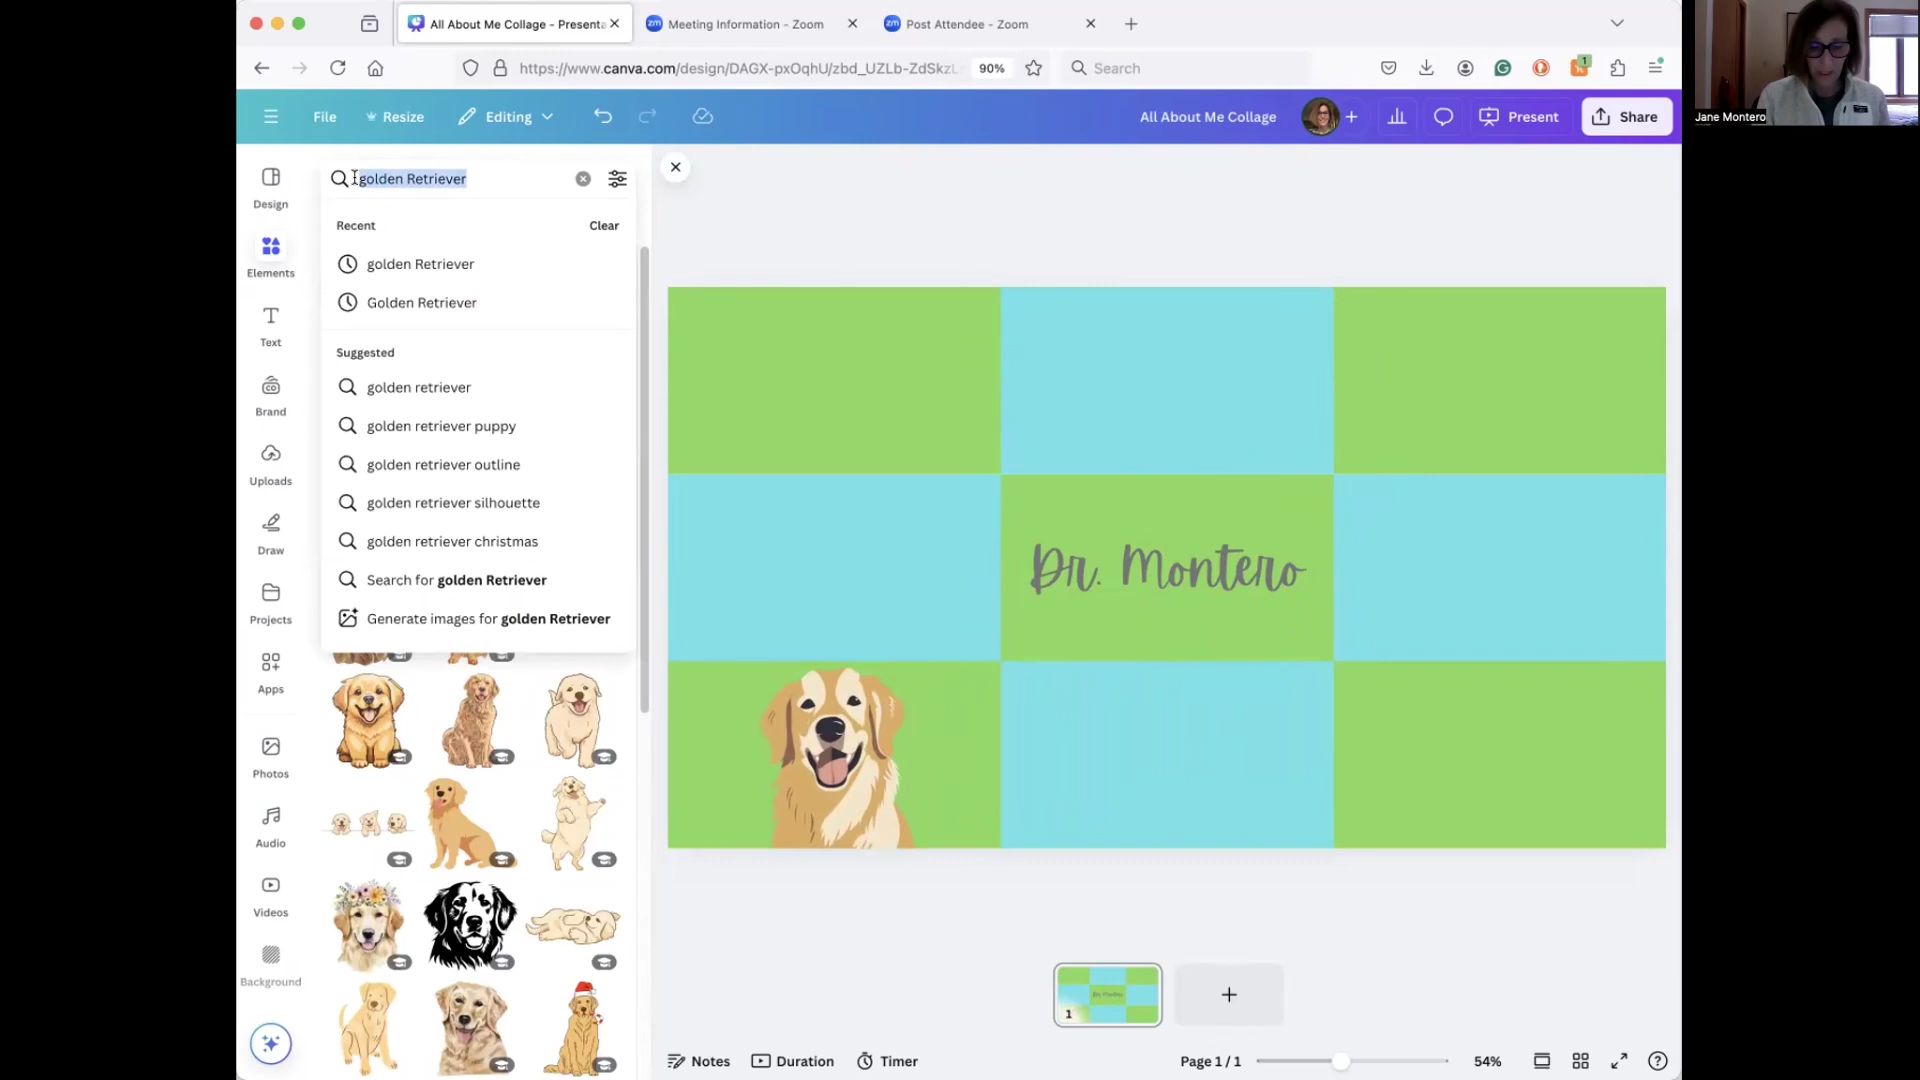 All About Me Collage - Presenta
Meeting Information - Zoom
Post Attendee - Zoom
https://www.canva.com/design/DAGX-pxOqhU/zbd_UZLb-ZdSkzL
90%
Search
1
Jane Montero
File
Resize
Editing
All About Me Collage
Present
Share
golden Retriever
Design
Recent
Clear
golden Retriever
Elements
Golden Retriever
Text
Suggested
golden retriever
Brand
golden retriever puppy
golden retriever outline
Uploads
golden retriever silhouette
golden retriever christmas
Draw
Search for golden Retriever
Projects
Generate images for golden Retriever
Dr. Montero
Apps
Photos
Audio
Videos
Background
1
Notes
Duration
Timer
Page 1 / 1
54%